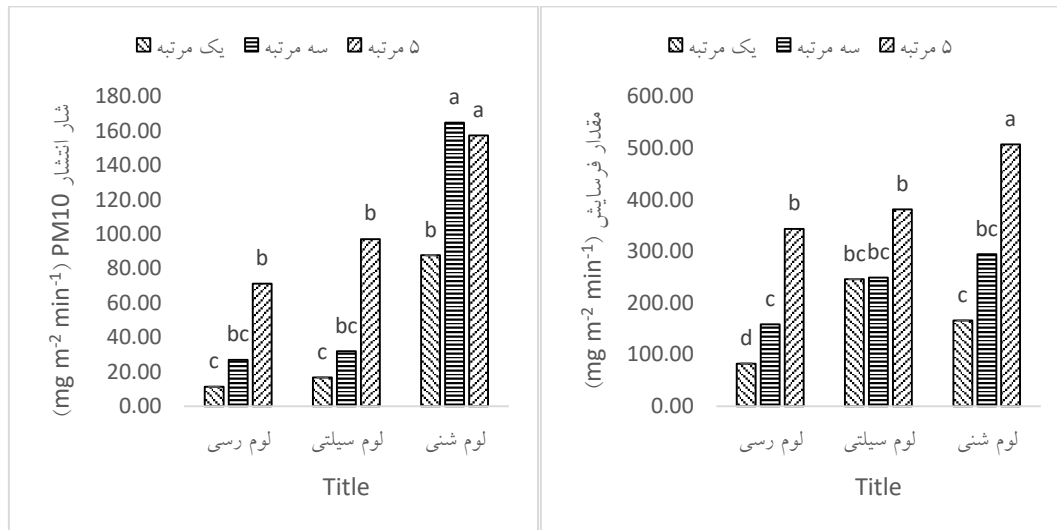 یک مرتبه سه مرتبه ۵ مرتبه
شار انتشار PM10 (mg m⁻² min⁻¹)
180.00
160.00
140.00
120.00
100.00
80.00
60.00
40.00
20.00
0.00
c bc b
c bc b
b a a
لوم رسی لوم سیلتی لوم شنی
Title
یک مرتبه سه مرتبه ۵ مرتبه
مقدار فرسایش (mg m⁻² min⁻¹)
600.00
500.00
400.00
300.00
200.00
100.00
0.00
d c b
bc bc b
c bc a
لوم رسی لوم سیلتی لوم شنی
Title